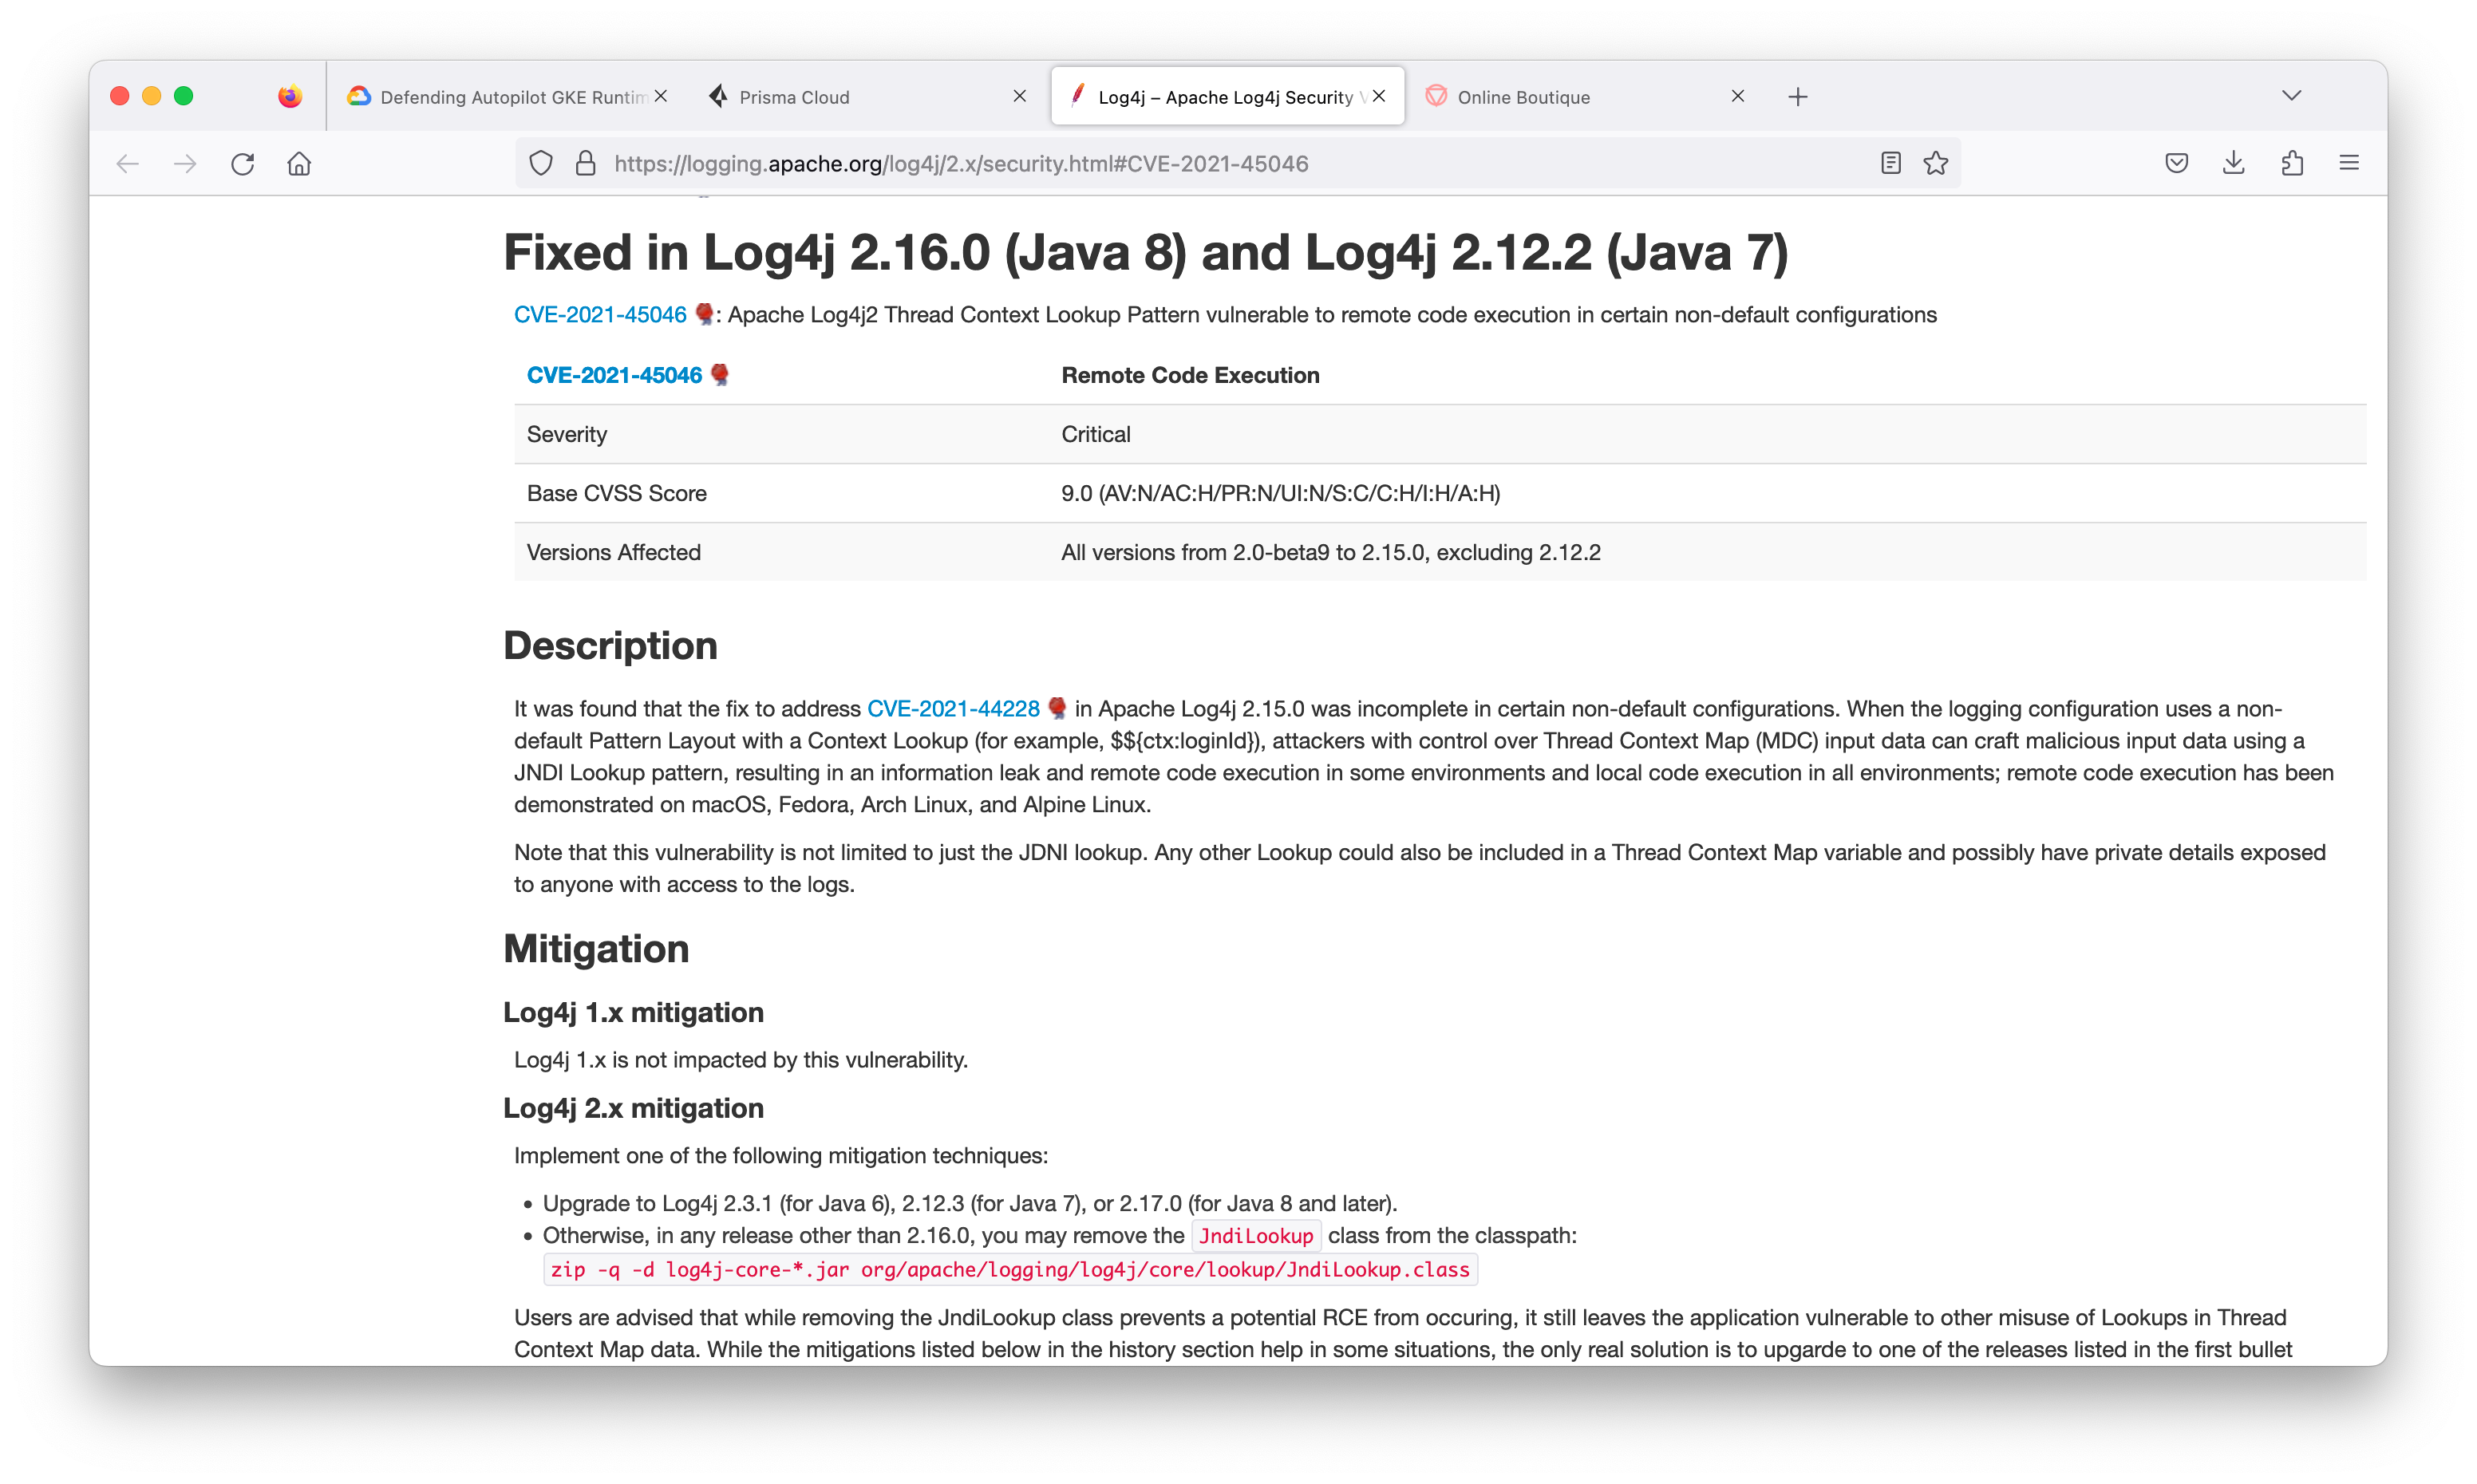 Defending Autopilot GKE Runtim
Prisma Cloud
Log4j – Apache Log4j Security V
Online Boutique
https://logging.apache.org/log4j/2.x/security.html#CVE-2021-45046
Fixed in Log4j 2.16.0 (Java 8) and Log4j 2.12.2 (Java 7)
CVE-2021-45046 : Apache Log4j2 Thread Context Lookup Pattern vulnerable to remote code execution in certain non-default configurations
CVE-2021-45046 Remote Code Execution
Severity Critical
Base CVSS Score 9.0 (AV:N/AC:H/PR:N/UI:N/S:C/C:H/I:H/A:H)
Versions Affected All versions from 2.0-beta9 to 2.15.0, excluding 2.12.2
Description
It was found that the fix to address CVE-2021-44228 in Apache Log4j 2.15.0 was incomplete in certain non-default configurations. When the logging configuration uses a non-
default Pattern Layout with a Context Lookup (for example, $${ctx:loginId}), attackers with control over Thread Context Map (MDC) input data can craft malicious input data using a
JNDI Lookup pattern, resulting in an information leak and remote code execution in some environments and local code execution in all environments; remote code execution has been
demonstrated on macOS, Fedora, Arch Linux, and Alpine Linux.
Note that this vulnerability is not limited to just the JDNI lookup. Any other Lookup could also be included in a Thread Context Map variable and possibly have private details exposed
to anyone with access to the logs.
Mitigation
Log4j 1.x mitigation
Log4j 1.x is not impacted by this vulnerability.
Log4j 2.x mitigation
Implement one of the following mitigation techniques:
• Upgrade to Log4j 2.3.1 (for Java 6), 2.12.3 (for Java 7), or 2.17.0 (for Java 8 and later).
• Otherwise, in any release other than 2.16.0, you may remove the JndiLookup class from the classpath:
zip -q -d log4j-core-*.jar org/apache/logging/log4j/core/lookup/JndiLookup.class
Users are advised that while removing the JndiLookup class prevents a potential RCE from occuring, it still leaves the application vulnerable to other misuse of Lookups in Thread
Context Map data. While the mitigations listed below in the history section help in some situations, the only real solution is to upgarde to one of the releases listed in the first bullet